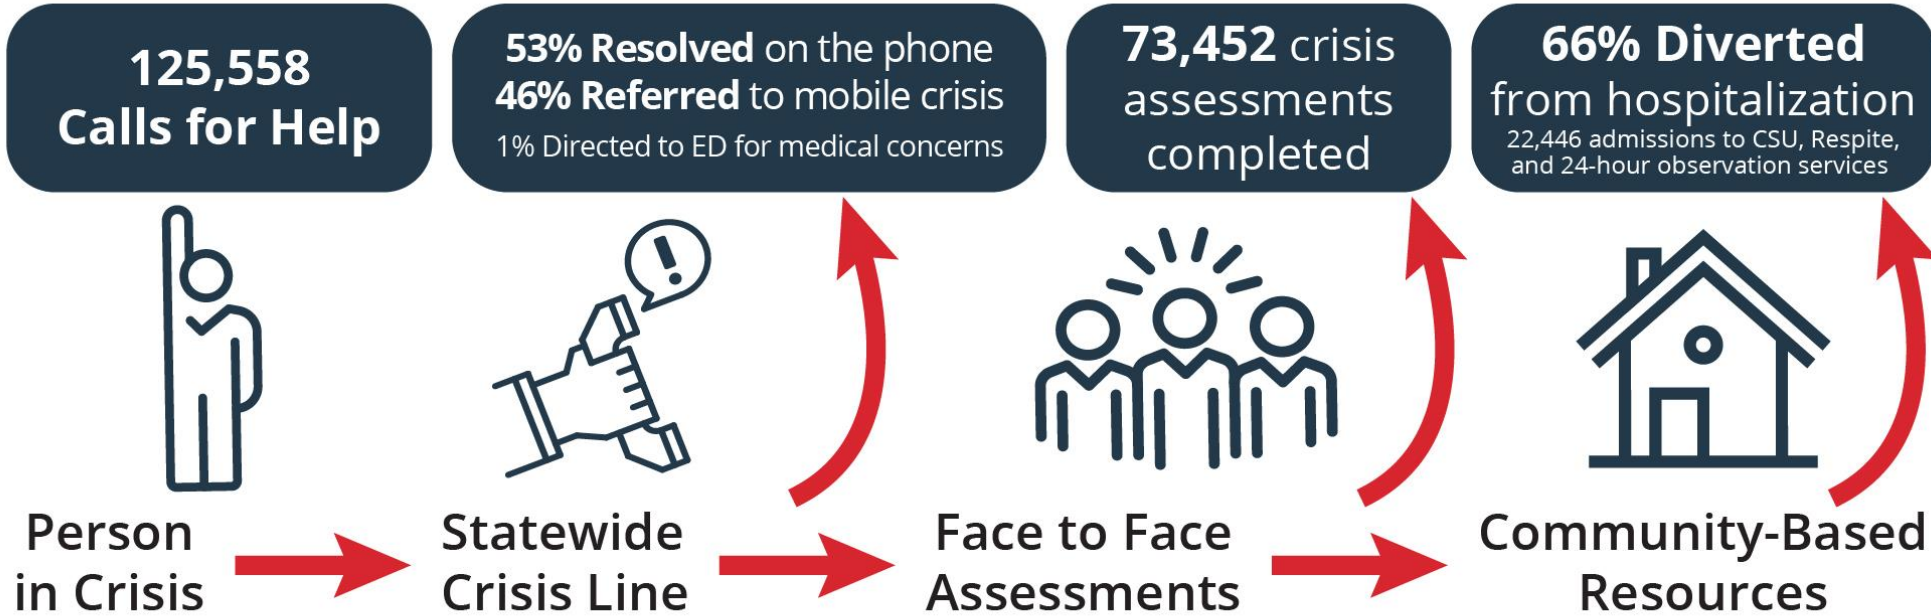 125,558
Calls for Help
53% Resolved on the phone
46% Referred to mobile crisis
1% Directed to ED for medical concerns
73,452 crisis
assessments
completed
66% Diverted
from hospitalization
22,446 admissions to CSU, Respite,
and 24-hour observation services
!
Person
in Crisis
Statewide
Crisis Line
Face to Face
Assessments
Community-Based
Resources